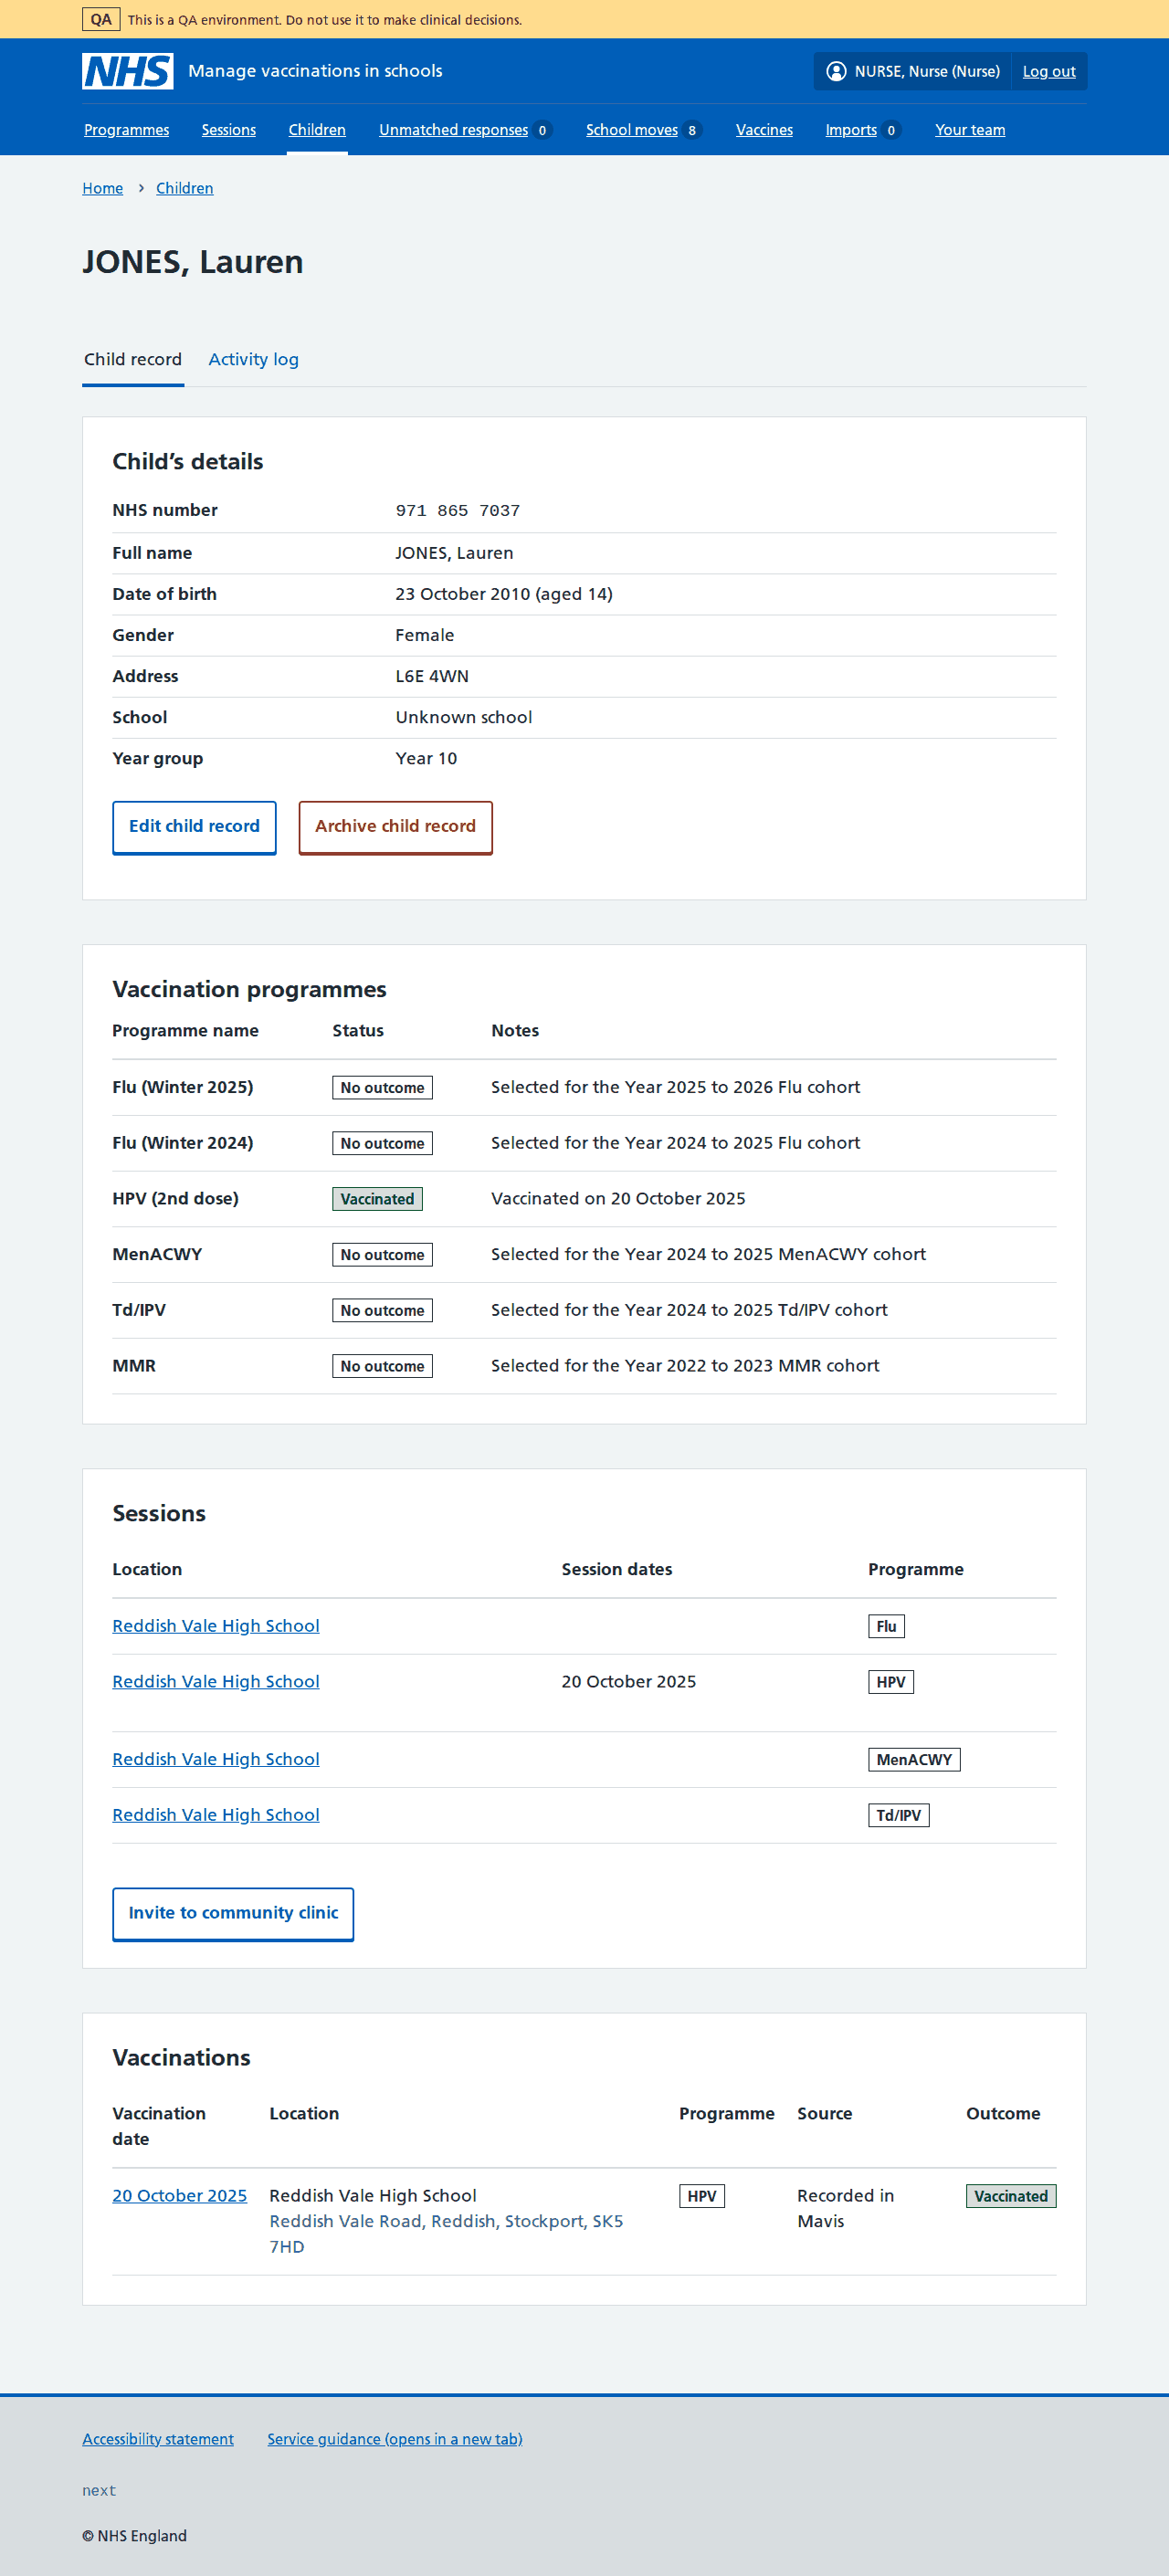 QA This is a QA environment. Do not use it to make clinical decisions.
NHS Manage vaccinations in schools NURSE, Nurse (Nurse) Log out
Programmes Sessions Children Unmatched responses 0 School moves 8 Vaccines Imports 0 Your team
Home › Children
JONES, Lauren
Child record Activity log
Child’s details
NHS number 971 865 7037
Full name JONES, Lauren
Date of birth 23 October 2010 (aged 14)
Gender Female
Address L6E 4WN
School Unknown school
Year group Year 10
Edit child record Archive child record
Vaccination programmes
Programme name Status Notes
Flu (Winter 2025) No outcome Selected for the Year 2025 to 2026 Flu cohort
Flu (Winter 2024) No outcome Selected for the Year 2024 to 2025 Flu cohort
HPV (2nd dose) Vaccinated Vaccinated on 20 October 2025
MenACWY No outcome Selected for the Year 2024 to 2025 MenACWY cohort
Td/IPV No outcome Selected for the Year 2024 to 2025 Td/IPV cohort
MMR No outcome Selected for the Year 2022 to 2023 MMR cohort
Sessions
Location Session dates Programme
Reddish Vale High School Flu
Reddish Vale High School 20 October 2025 HPV
Reddish Vale High School MenACWY
Reddish Vale High School Td/IPV
Invite to community clinic
Vaccinations
Vaccination Location Programme Source Outcome
date
20 October 2025 Reddish Vale High School HPV Recorded in Vaccinated
Reddish Vale Road, Reddish, Stockport, SK5 Mavis
7HD
Accessibility statement Service guidance (opens in a new tab)
next
© NHS England